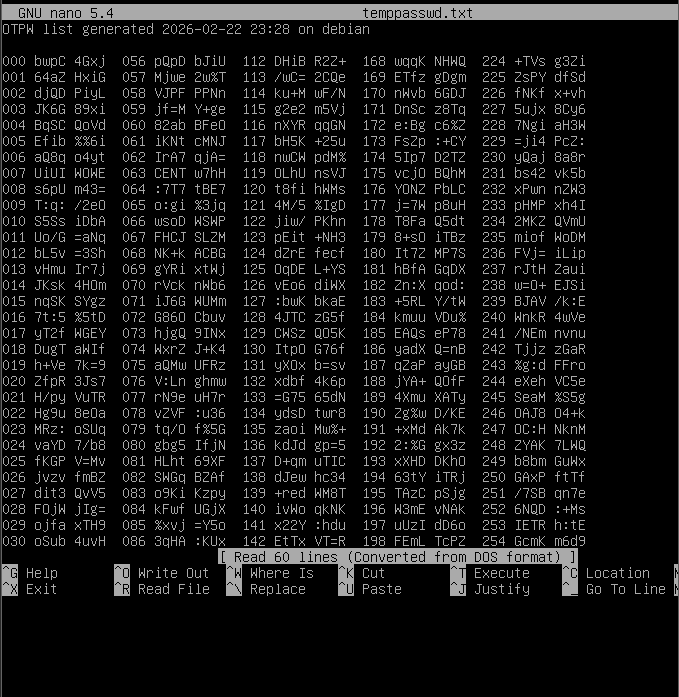 GNU nano 5.4 temppasswd.txt
OTPW list generated 2026-02-22 23:28 on debian
000 bwpC 4Gxj 056 pQpD bJiU 112 DHiB R2Z+ 168 wqqK NHWQ 224 +TVs g3Zi
001 64aZ HxiG 057 Mjwe 2w%T 113 /wC= 2CQe 169 ETfz gDgm 225 ZsPY dfSd
002 djQD PiyL 058 VJPF PPNn 114 ku+M wF/N 170 nWvb 6GDJ 226 fNKf x+vh
003 JK6G 89xi 059 jf=M Y+ge 115 g2e2 m5Vj 171 DnSc z8Tq 227 5ujx 8Cy6
004 BqSC QoVd 060 82ab BFeO 116 nXYR qqGN 172 e:Bg c6%Z 228 7Ngi aH3W
005 Efib %%6i 061 iKNt cMNJ 117 bH5K +25u 173 FsZp :+CY 229 =ji4 PcZ:
006 aQ8q o4yt 062 IrA7 qjA= 118 nwCW pdM% 174 5Ip7 D2TZ 230 yQaj 8a8r
007 UiUI WOWE 063 CENT w7hH 119 OLhU nsVJ 175 vcjO BQhM 231 bs42 vk5b
008 s6pU m43= 064 :7T7 tBE7 120 t8fi hWMs 176 YONZ PbLC 232 xPwn nZW3
009 T:q: /2eO 065 o:gi %3jq 121 4M/5 %IgD 177 j=7W p8uH 233 pHMP xh4I
010 S5Ss iDbA 066 wsoD WSWP 122 jiw/ PKhn 178 T8Fa Q5dt 234 2MKZ QVmU
011 Uo/G =aNq 067 FHCJ SLZM 123 pEit +NH3 179 8+sO iTBz 235 miof WoDM
012 bL5v =3Sh 068 NK+k ACBG 124 dZrE fecf 180 It7Z MP7S 236 FVj= iLip
013 vHmu Ir7j 069 gYRi xtWj 125 OqDE L+YS 181 hBfA GqDX 237 rJtH Zaui
014 JKsk 4HOm 070 rVck nWb6 126 vEo6 diWX 182 Zn:X qod: 238 w=O+ EJSi
015 nqSK SYgz 071 iJ6G WUMm 127 :bwK bkaE 183 +5RL Y/tW 239 BJAV /k:E
016 7t:5 %5tD 072 G86O Cbuv 128 4JTC zG5f 184 kmuu VDu% 240 WnkR 4wVe
017 yT2f WGEY 073 hjgQ 9INx 129 CWSz QO5K 185 EAQs eP78 241 /NEm nvnu
018 DugT aWIf 074 WxrZ J+K4 130 ItpO G76f 186 yadX Q=nB 242 Tjjz zGaR
019 h+Ve 7k=9 075 aQMw UFRz 131 yXOx b=sv 187 qZaP ayGB 243 %g:d FFro
020 ZfpR 3Js7 076 V:Ln ghmw 132 xdbf 4k6p 188 jYA+ QOfF 244 eXeh VC5e
021 H/py VuTR 077 rN9e uH7r 133 =G75 65dN 189 4Xmu XATy 245 SeaM %S5g
022 Hg9u 8eOa 078 vZVF :u36 134 ydsD twr8 190 Zg%w D/KE 246 OAJ8 O4+k
023 MRz: oSUq 079 tq/O f%5G 135 zaoi Mw%+ 191 +xMd Ak7k 247 OC:H NknM
024 vaYD 7/b8 080 gbg5 IfjN 136 kdJd gp=5 192 2:%G gx3z 248 ZYAK 7LWQ
025 fKGP V=Mv 081 HLht 69XF 137 D+qm uTIC 193 xXHD DKhO 249 b8bm GuWx
026 jvzv fmBZ 082 SWGq BZAf 138 dJew hc34 194 63tY iTRj 250 GAxP ftTf
027 dit3 QvV5 083 o9Ki Kzpy 139 +red WM8T 195 TAzC pSjg 251 /7SB qn7e
028 FOjW jIg= 084 kFwf UGjX 140 ivWo qkNK 196 W3mE vNAk 252 6NQD :+Ms
029 ojfa xTH9 085 %xvj =Y5o 141 x22Y :hdu 197 uUzI dD6o 253 IETR h:tE
030 oSub 4uvH 086 3qHA :KUx 142 EtTx VT=R 198 FEmL TcPZ 254 GcmK m6d9
[ Read 60 lines (Converted from DOS format) ]
^G Help ^O Write Out ^W Where Is ^K Cut ^T Execute ^C Location
^X Exit ^R Read File ^\ Replace ^U Paste ^J Justify ^_ Go To Line